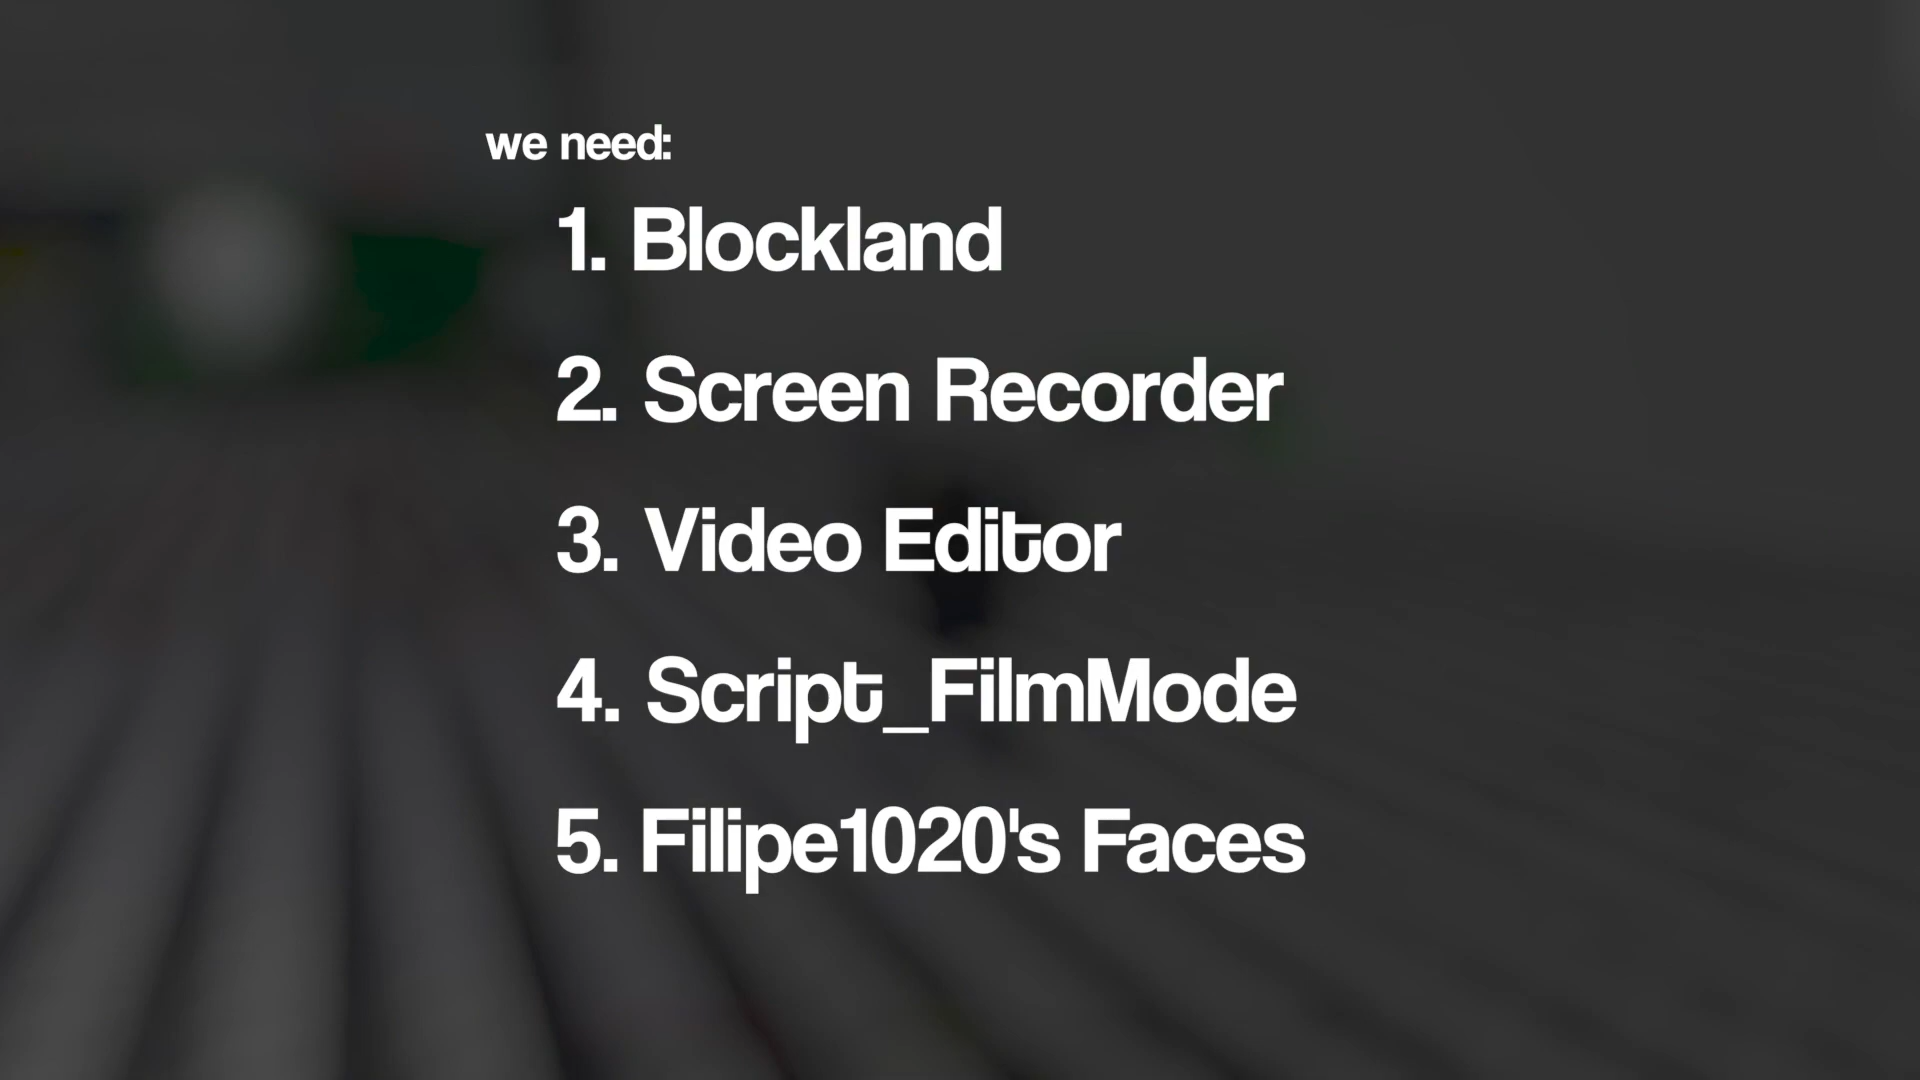 we need:
1. Blockland
2. Screen Recorder
3. Video Editor
4. Script_FilmMode
5. Filipe1020's Faces